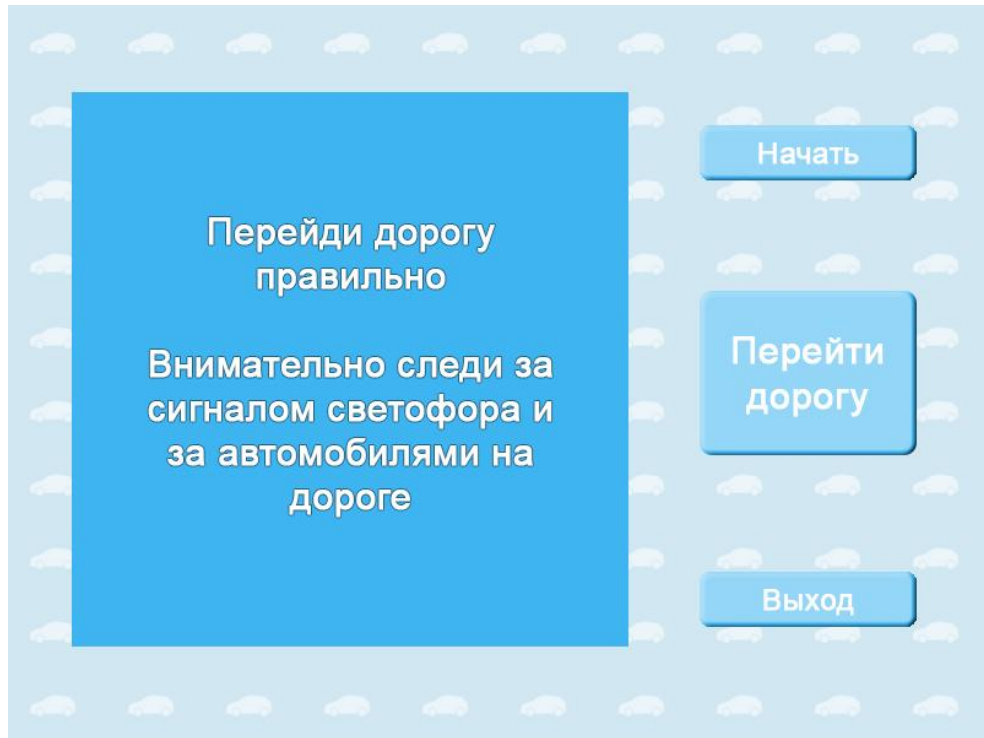 Перейди дорогу
правильно
Внимательно следи за
сигналом светофора и
за автомобилями на
дороге
Начать
Перейти
дорогу
Выход